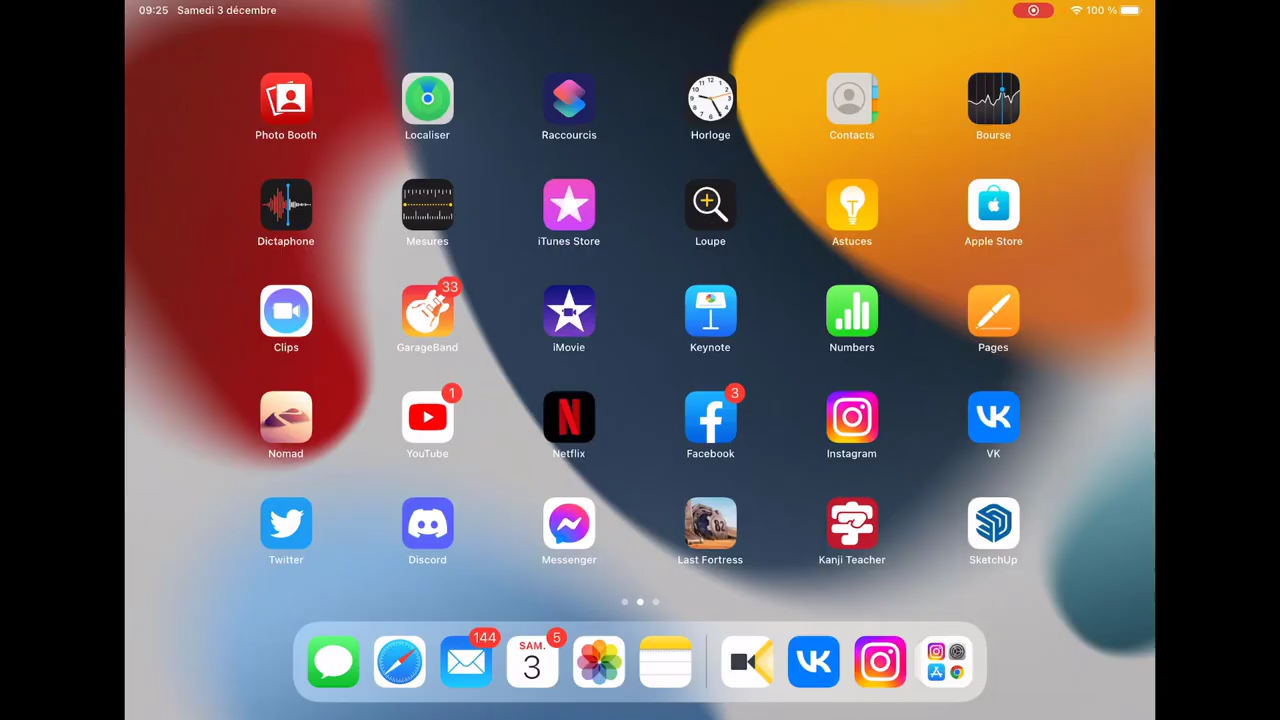 09:25 Samedi 3 décembre
100 %
Photo Booth
Localiser
Raccourcis
Horloge
Contacts
Bourse
Dictaphone
Mesures
iTunes Store
Loupe
Astuces
Apple Store
33
Clips
GarageBand
iMovie
Keynote
Numbers
Pages
1
3
Nomad
YouTube
Netflix
Facebook
Instagram
VK
Twitter
Discord
Messenger
Last Fortress
Kanji Teacher
SketchUp
144
5
SAM.
3